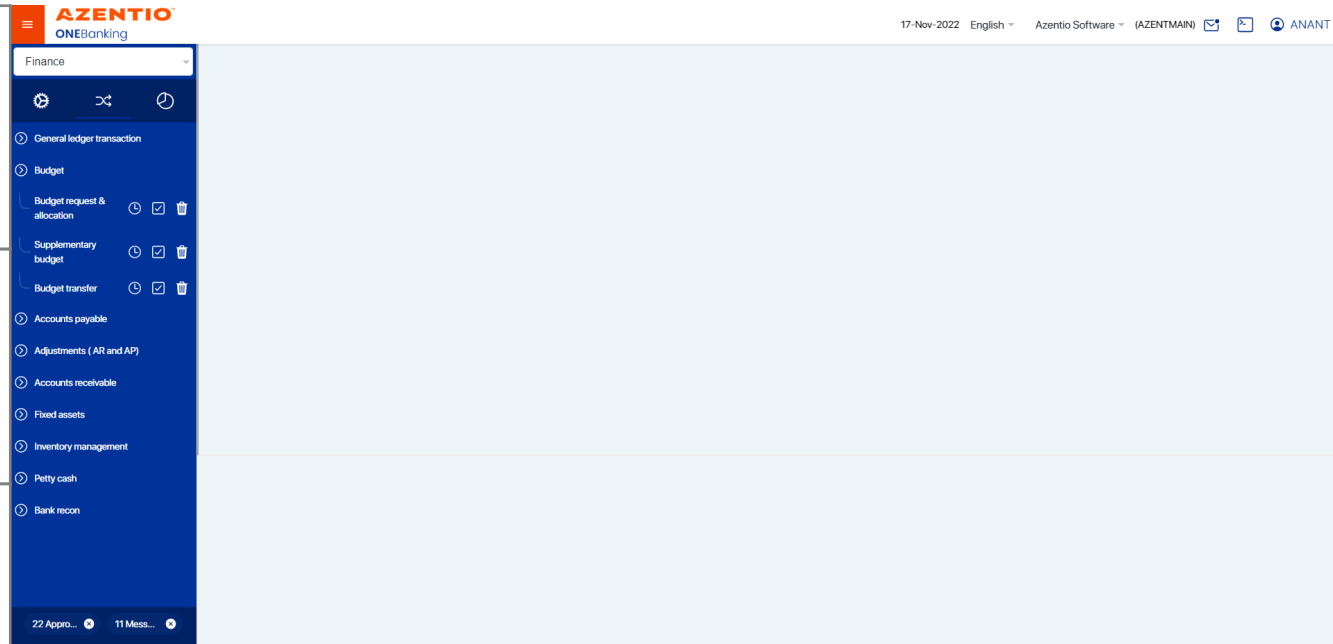 AZENTIO™
ONEBanking
17-Nov-2022 English Azentio Software (AZENTMAIN) ANANT
Finance
General ledger transaction
Budget
Budget request &
allocation
Supplementary
budget
Budget transfer
Accounts payable
Adjustments ( AR and AP)
Accounts receivable
Fixed assets
Inventory management
Petty cash
Bank recon
22 Appro... 11 Mess...